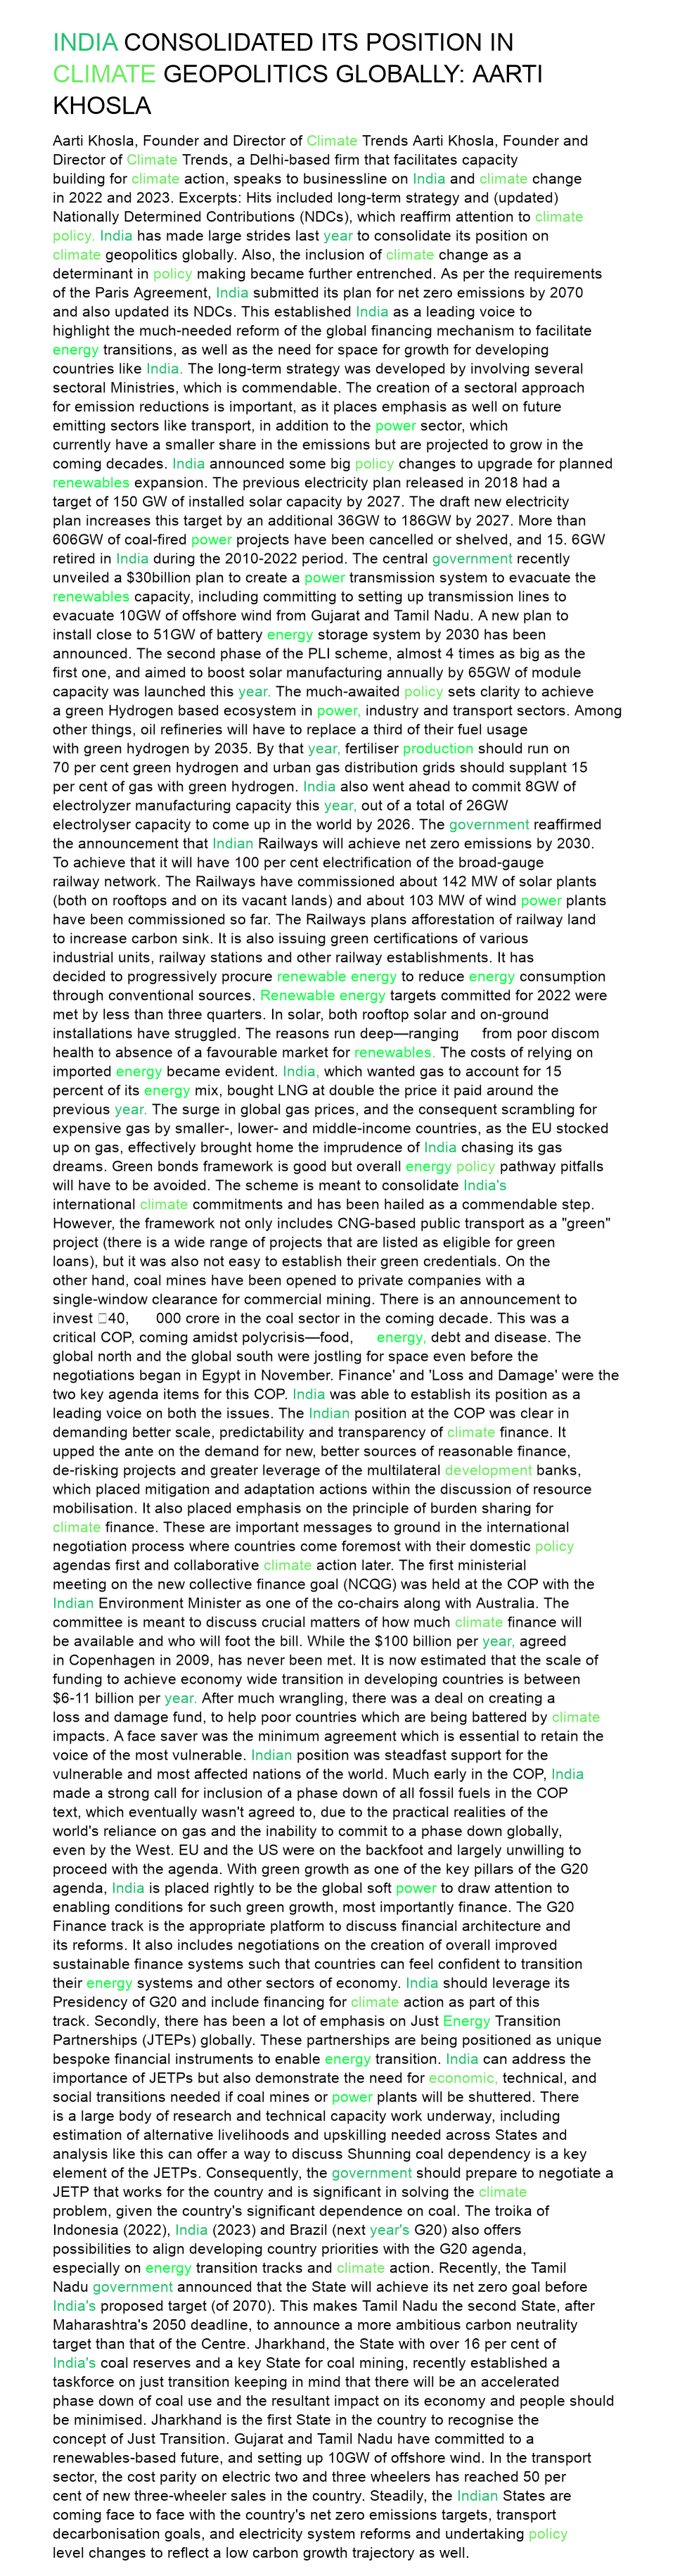 INDIA CONSOLIDATED ITS POSITION IN
CLIMATE GEOPOLITICS GLOBALLY: AARTI
KHOSLA
Aarti Khosla, Founder and Director of Climate Trends Aarti Khosla, Founder and
Director of Climate Trends, a Delhi-based firm that facilitates capacity
building for climate action, speaks to businessline on India and climate change
in 2022 and 2023. Excerpts: Hits included long-term strategy and (updated)
Nationally Determined Contributions (NDCs), which reaffirm attention to climate
policy. India has made large strides last year to consolidate its position on
climate geopolitics globally. Also, the inclusion of climate change as a
determinant in policy making became further entrenched. As per the requirements
of the Paris Agreement, India submitted its plan for net zero emissions by 2070
and also updated its NDCs. This established India as a leading voice to
highlight the much-needed reform of the global financing mechanism to facilitate
energy transitions, as well as the need for space for growth for developing
countries like India. The long-term strategy was developed by involving several
sectoral Ministries, which is commendable. The creation of a sectoral approach
for emission reductions is important, as it places emphasis as well on future
emitting sectors like transport, in addition to the power sector, which
currently have a smaller share in the emissions but are projected to grow in the
coming decades. India announced some big policy changes to upgrade for planned
renewables expansion. The previous electricity plan released in 2018 had a
target of 150 GW of installed solar capacity by 2027. The draft new electricity
plan increases this target by an additional 36GW to 186GW by 2027. More than
606GW of coal-fired power projects have been cancelled or shelved, and 15. 6GW
retired in India during the 2010-2022 period. The central government recently
unveiled a $30billion plan to create a power transmission system to evacuate the
renewables capacity, including committing to setting up transmission lines to
evacuate 10GW of offshore wind from Gujarat and Tamil Nadu. A new plan to
install close to 51GW of battery energy storage system by 2030 has been
announced. The second phase of the PLI scheme, almost 4 times as big as the
first one, and aimed to boost solar manufacturing annually by 65GW of module
capacity was launched this year. The much-awaited policy sets clarity to achieve
a green Hydrogen based ecosystem in power, industry and transport sectors. Among
other things, oil refineries will have to replace a third of their fuel usage
with green hydrogen by 2035. By that year, fertiliser production should run on
70 per cent green hydrogen and urban gas distribution grids should supplant 15
per cent of gas with green hydrogen. India also went ahead to commit 8GW of
electrolyzer manufacturing capacity this year, out of a total of 26GW
electrolyser capacity to come up in the world by 2026. The government reaffirmed
the announcement that Indian Railways will achieve net zero emissions by 2030.
To achieve that it will have 100 per cent electrification of the broad-gauge
railway network. The Railways have commissioned about 142 MW of solar plants
(both on rooftops and on its vacant lands) and about 103 MW of wind power plants
have been commissioned so far. The Railways plans afforestation of railway land
to increase carbon sink. It is also issuing green certifications of various
industrial units, railway stations and other railway establishments. It has
decided to progressively procure renewable energy to reduce energy consumption
through conventional sources. Renewable energy targets committed for 2022 were
met by less than three quarters. In solar, both rooftop solar and on-ground
installations have struggled. The reasons run deep—ranging from poor discom
health to absence of a favourable market for renewables. The costs of relying on
imported energy became evident. India, which wanted gas to account for 15
percent of its energy mix, bought LNG at double the price it paid around the
previous year. The surge in global gas prices, and the consequent scrambling for
expensive gas by smaller-, lower- and middle-income countries, as the EU stocked
up on gas, effectively brought home the imprudence of India chasing its gas
dreams. Green bonds framework is good but overall energy policy pathway pitfalls
will have to be avoided. The scheme is meant to consolidate India's
international climate commitments and has been hailed as a commendable step.
However, the framework not only includes CNG-based public transport as a "green"
project (there is a wide range of projects that are listed as eligible for green
loans), but it was also not easy to establish their green credentials. On the
other hand, coal mines have been opened to private companies with a
single-window clearance for commercial mining. There is an announcement to
invest 40, 000 crore in the coal sector in the coming decade. This was a
critical COP, coming amidst polycrisis—food, energy, debt and disease. The
global north and the global south were jostling for space even before the
negotiations began in Egypt in November. Finance' and 'Loss and Damage' were the
two key agenda items for this COP. India was able to establish its position as a
leading voice on both the issues. The Indian position at the COP was clear in
demanding better scale, predictability and transparency of climate finance. It
upped the ante on the demand for new, better sources of reasonable finance,
de-risking projects and greater leverage of the multilateral development banks,
which placed mitigation and adaptation actions within the discussion of resource
mobilisation. It also placed emphasis on the principle of burden sharing for
climate finance. These are important messages to ground in the international
negotiation process where countries come foremost with their domestic policy
agendas first and collaborative climate action later. The first ministerial
meeting on the new collective finance goal (NCQG) was held at the COP with the
Indian Environment Minister as one of the co-chairs along with Australia. The
committee is meant to discuss crucial matters of how much climate finance will
be available and who will foot the bill. While the $100 billion per year, agreed
in Copenhagen in 2009, has never been met. It is now estimated that the scale of
funding to achieve economy wide transition in developing countries is between
$6-11 billion per year. After much wrangling, there was a deal on creating a
loss and damage fund, to help poor countries which are being battered by climate
impacts. A face saver was the minimum agreement which is essential to retain the
voice of the most vulnerable. Indian position was steadfast support for the
vulnerable and most affected nations of the world. Much early in the COP, India
made a strong call for inclusion of a phase down of all fossil fuels in the COP
text, which eventually wasn't agreed to, due to the practical realities of the
world's reliance on gas and the inability to commit to a phase down globally,
even by the West. EU and the US were on the backfoot and largely unwilling to
proceed with the agenda. With green growth as one of the key pillars of the G20
agenda, India is placed rightly to be the global soft power to draw attention to
enabling conditions for such green growth, most importantly finance. The G20
Finance track is the appropriate platform to discuss financial architecture and
its reforms. It also includes negotiations on the creation of overall improved
sustainable finance systems such that countries can feel confident to transition
their energy systems and other sectors of economy. India should leverage its
Presidency of G20 and include financing for climate action as part of this
track. Secondly, there has been a lot of emphasis on Just Energy Transition
Partnerships (JTEPs) globally. These partnerships are being positioned as unique
bespoke financial instruments to enable energy transition. India can address the
importance of JETPs but also demonstrate the need for economic, technical, and
social transitions needed if coal mines or power plants will be shuttered. There
is a large body of research and technical capacity work underway, including
estimation of alternative livelihoods and upskilling needed across States and
analysis like this can offer a way to discuss Shunning coal dependency is a key
element of the JETPs. Consequently, the government should prepare to negotiate a
JETP that works for the country and is significant in solving the climate
problem, given the country's significant dependence on coal. The troika of
Indonesia (2022), India (2023) and Brazil (next year's G20) also offers
possibilities to align developing country priorities with the G20 agenda,
especially on energy transition tracks and climate action. Recently, the Tamil
Nadu government announced that the State will achieve its net zero goal before
India's proposed target (of 2070). This makes Tamil Nadu the second State, after
Maharashtra's 2050 deadline, to announce a more ambitious carbon neutrality
target than that of the Centre. Jharkhand, the State with over 16 per cent of
India's coal reserves and a key State for coal mining, recently established a
taskforce on just transition keeping in mind that there will be an accelerated
phase down of coal use and the resultant impact on its economy and people should
be minimised. Jharkhand is the first State in the country to recognise the
concept of Just Transition. Gujarat and Tamil Nadu have committed to a
renewables-based future, and setting up 10GW of offshore wind. In the transport
sector, the cost parity on electric two and three wheelers has reached 50 per
cent of new three-wheeler sales in the country. Steadily, the Indian States are
coming face to face with the country's net zero emissions targets, transport
decarbonisation goals, and electricity system reforms and undertaking policy
level changes to reflect a low carbon growth trajectory as well.